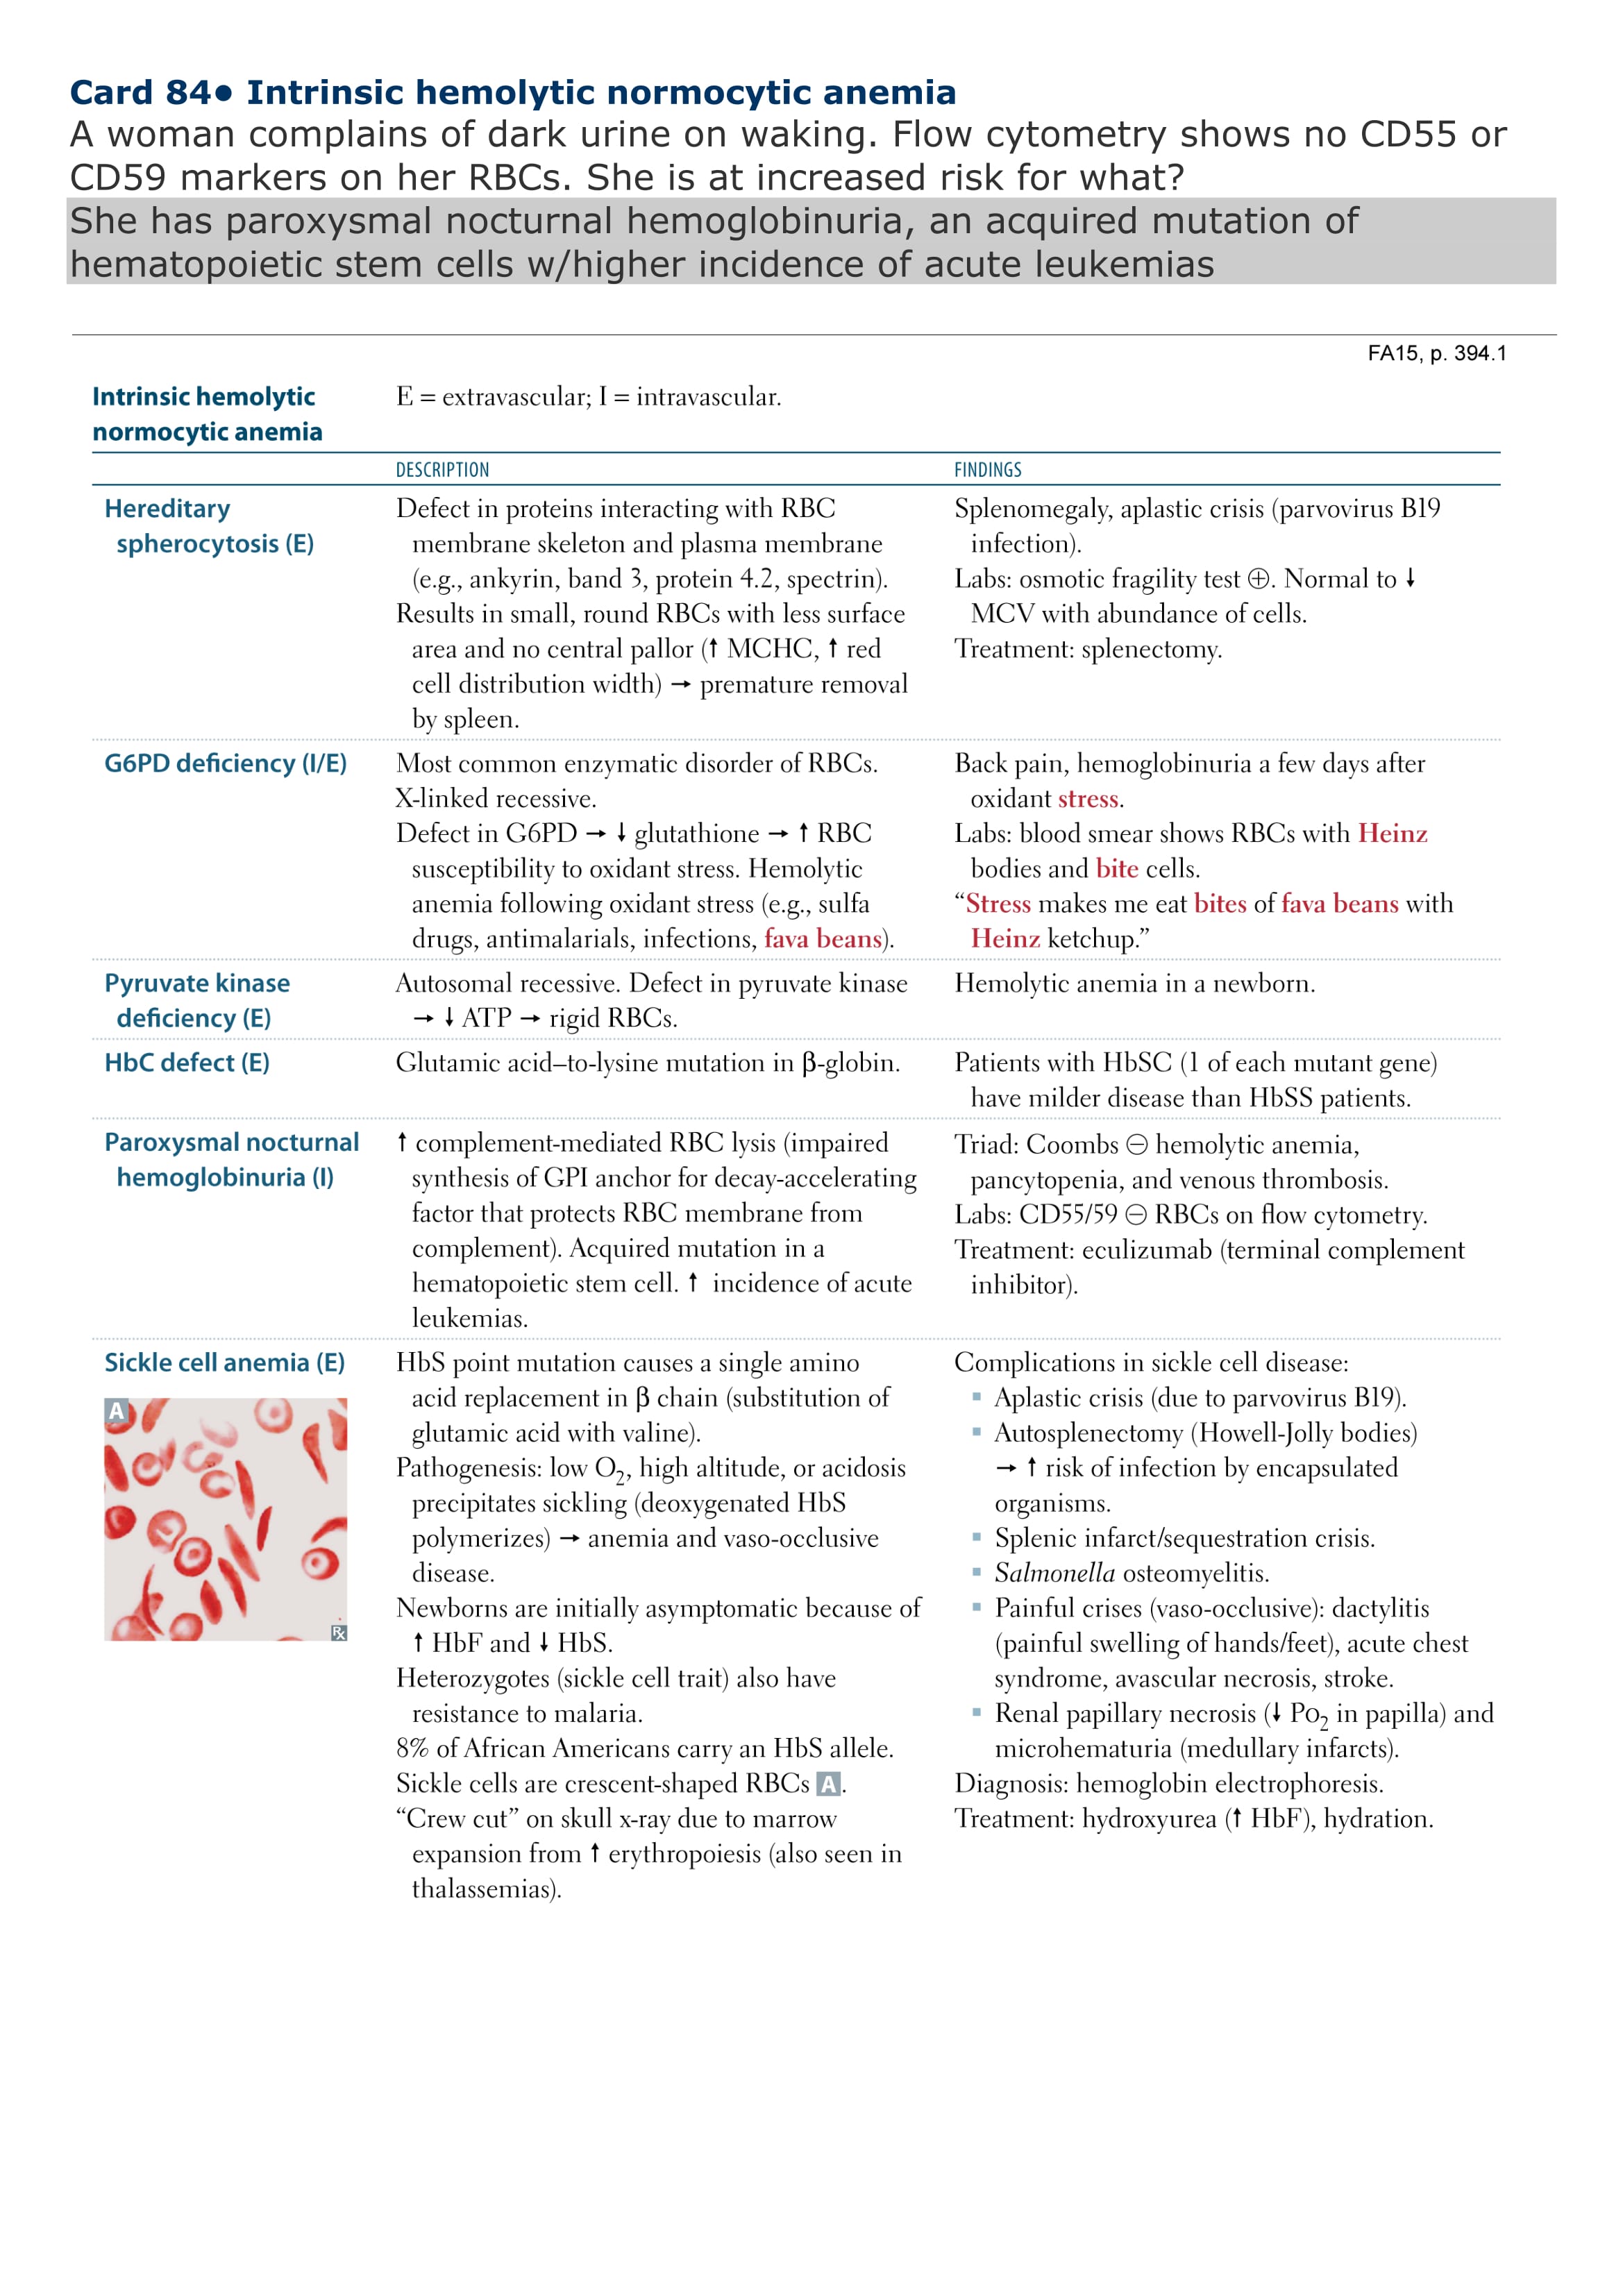 Card 84● Intrinsic hemolytic normocytic anemia
A woman complains of dark urine on waking. Flow cytometry shows no CD55 or
CD59 markers on her RBCs. She is at increased risk for what?
She has paroxysmal nocturnal hemoglobinuria, an acquired mutation of
hematopoietic stem cells w/higher incidence of acute leukemias
FA15, p. 394.1
Intrinsic hemolytic
normocytic anemia
E = extravascular; I = intravascular.
DESCRIPTION
FINDINGS
Hereditary
spherocytosis (E)
Defect in proteins interacting with RBC
membrane skeleton and plasma membrane
(e.g., ankyrin, band 3, protein 4.2, spectrin).
Results in small, round RBCs with less surface
area and no central pallor (↑ MCHC, ↑ red
cell distribution width) → premature removal
by spleen.
Splenomegaly, aplastic crisis (parvovirus B19
infection).
Labs: osmotic fragility test ⊕. Normal to ↓
MCV with abundance of cells.
Treatment: splenectomy.
G6PD deficiency (I/E)
Most common enzymatic disorder of RBCs.
X-linked recessive.
Defect in G6PD → ↓ glutathione → ↑ RBC
susceptibility to oxidant stress. Hemolytic
anemia following oxidant stress (e.g., sulfa
drugs, antimalarials, infections, fava beans).
Back pain, hemoglobinuria a few days after
oxidant stress.
Labs: blood smear shows RBCs with Heinz
bodies and bite cells.
“Stress makes me eat bites of fava beans with
Heinz ketchup.”
Pyruvate kinase
deficiency (E)
Autosomal recessive. Defect in pyruvate kinase
→ ↓ ATP → rigid RBCs.
Hemolytic anemia in a newborn.
HbC defect (E)
Glutamic acid–to-lysine mutation in β-globin.
Patients with HbSC (1 of each mutant gene)
have milder disease than HbSS patients.
Paroxysmal nocturnal
hemoglobinuria (I)
↑ complement-mediated RBC lysis (impaired
synthesis of GPI anchor for decay-accelerating
factor that protects RBC membrane from
complement). Acquired mutation in a
hematopoietic stem cell. ↑ incidence of acute
leukemias.
Triad: Coombs ⊖ hemolytic anemia,
pancytopenia, and venous thrombosis.
Labs: CD55/59 ⊖ RBCs on flow cytometry.
Treatment: eculizumab (terminal complement
inhibitor).
Sickle cell anemia (E)
A
℞
HbS point mutation causes a single amino
acid replacement in β chain (substitution of
glutamic acid with valine).
Pathogenesis: low O₂, high altitude, or acidosis
precipitates sickling (deoxygenated HbS
polymerizes) → anemia and vaso-occlusive
disease.
Newborns are initially asymptomatic because of
↑ HbF and ↓ HbS.
Heterozygotes (sickle cell trait) also have
resistance to malaria.
8% of African Americans carry an HbS allele.
Sickle cells are crescent-shaped RBCs A.
“Crew cut” on skull x-ray due to marrow
expansion from ↑ erythropoiesis (also seen in
thalassemias).
Complications in sickle cell disease:
▪ Aplastic crisis (due to parvovirus B19).
▪ Autosplenectomy (Howell-Jolly bodies)
→ ↑ risk of infection by encapsulated
organisms.
▪ Splenic infarct/sequestration crisis.
▪ Salmonella osteomyelitis.
▪ Painful crises (vaso-occlusive): dactylitis
(painful swelling of hands/feet), acute chest
syndrome, avascular necrosis, stroke.
▪ Renal papillary necrosis (↓ Po₂ in papilla) and
microhematuria (medullary infarcts).
Diagnosis: hemoglobin electrophoresis.
Treatment: hydroxyurea (↑ HbF), hydration.